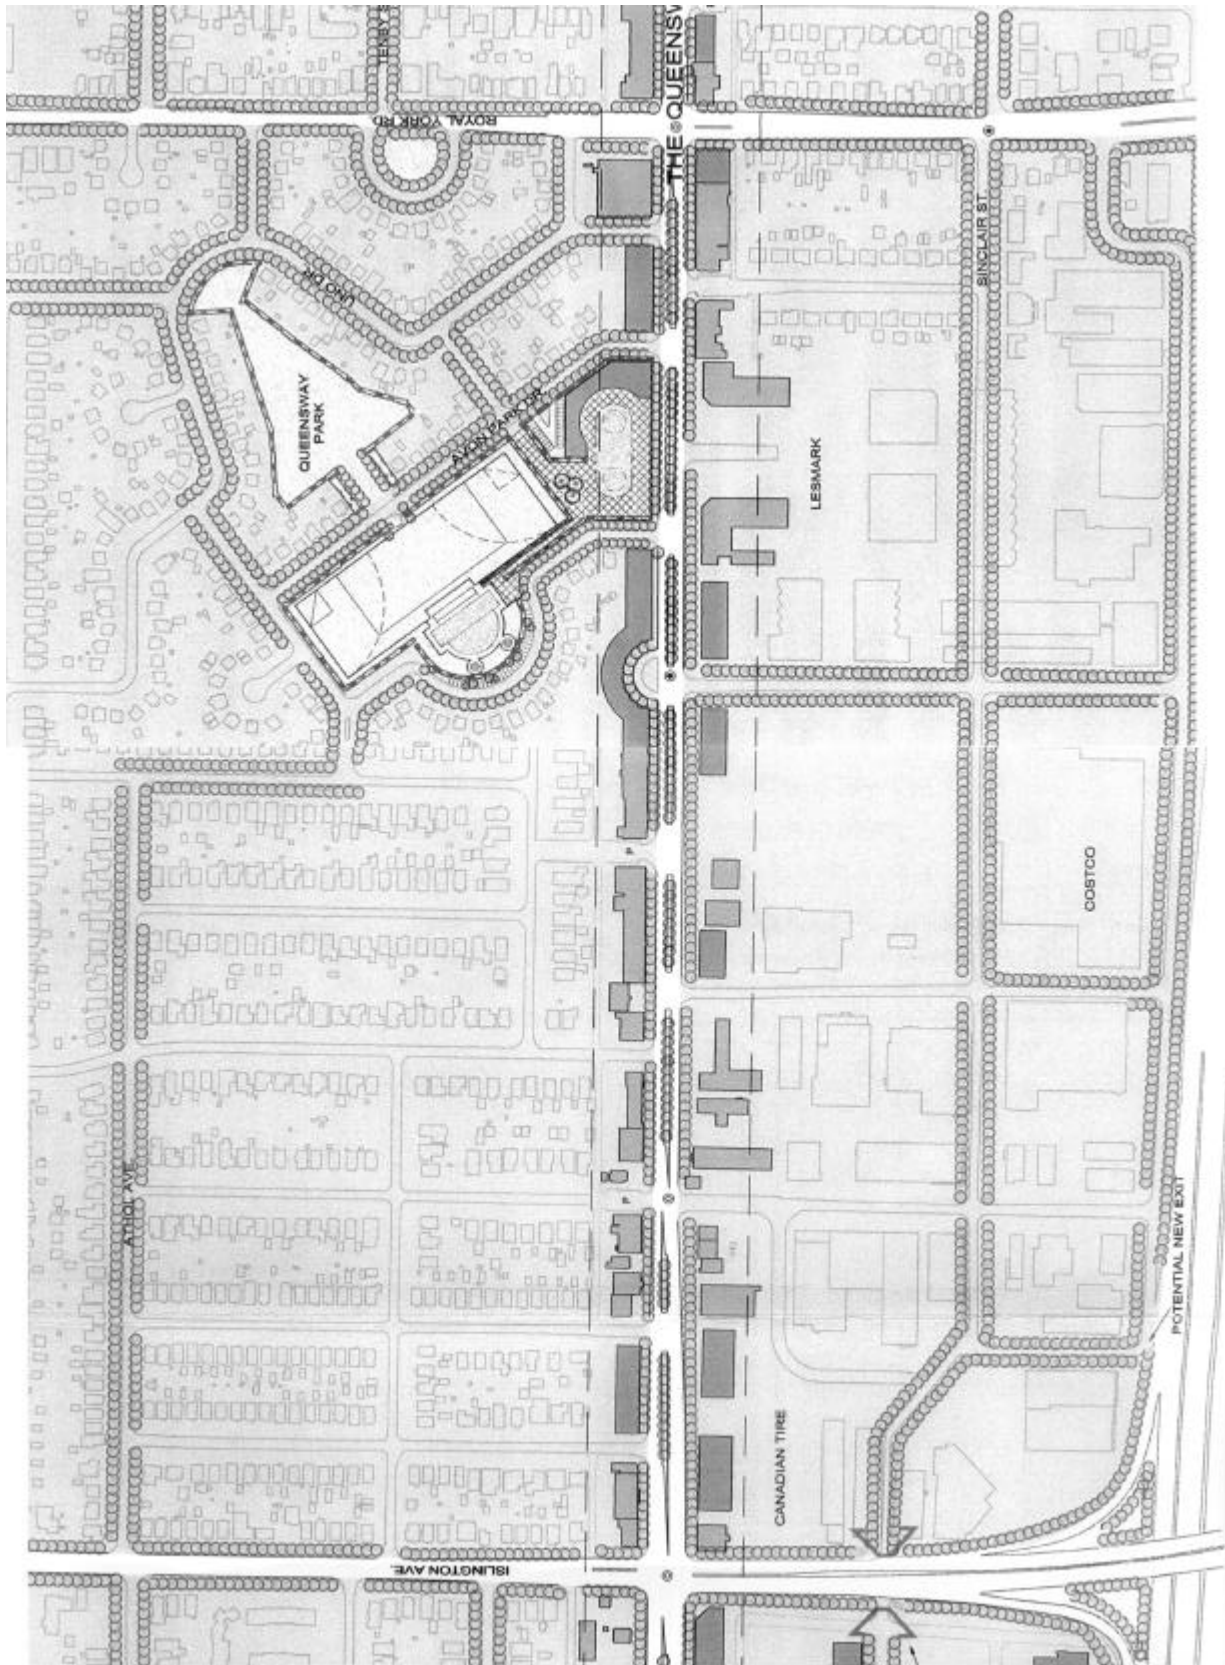 TENBY S
THE QUEENSW
ROYAL YORK RD.
SINCLAIR ST.
UNO DR.
QUEENSWAY
PARK
AVON PARK DR.
LESMARK
COSTCO
P
ATHOL AVE.
P
POTENTIAL NEW EXIT
CANADIAN TIRE
ISLINGTON AVE.